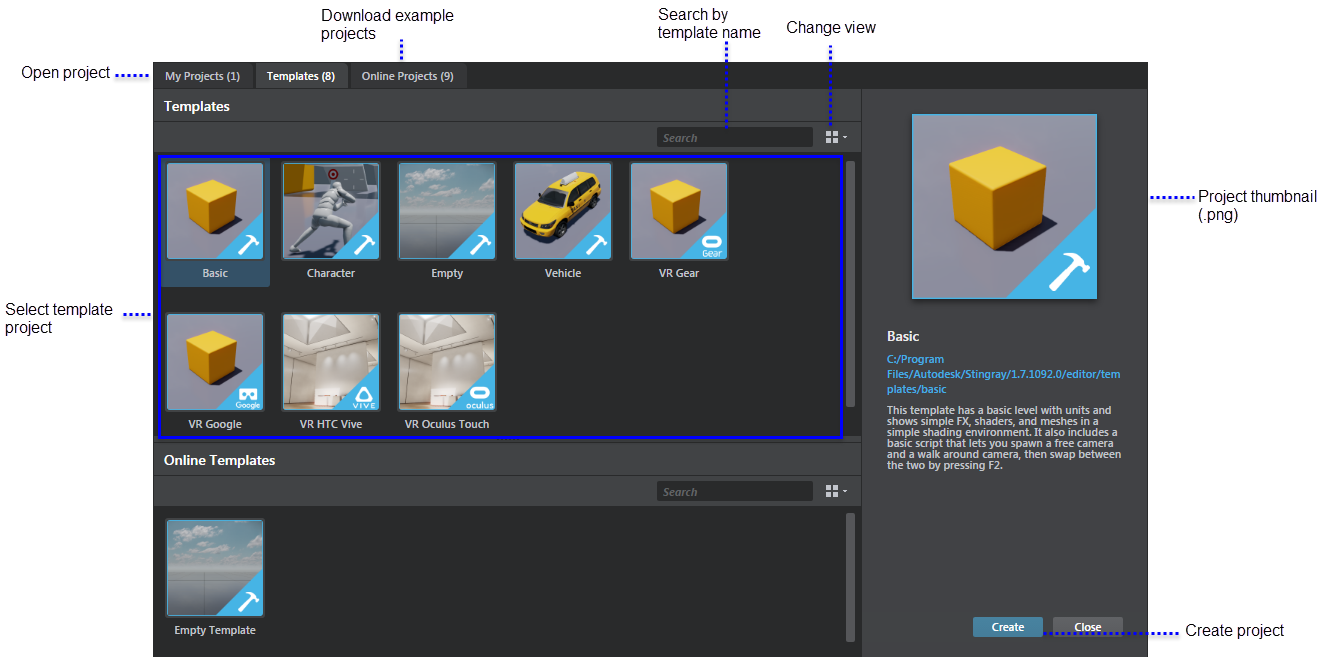 Download example
projects
Search by
template name
Change view
Open project
My Projects (1)
Templates (8)
Online Projects (9)
Templates
Search
Basic
Character
Empty
Vehicle
Gear
VR Gear
Project thumbnail
(.png)
Select template
project
Google
VR Google
VIVE
VR HTC Vive
oculus
VR Oculus Touch
Basic
C:/Program
Files/Autodesk/Stingray/1.7.1092.0/editor/tem
plates/basic
This template has a basic level with units and
shows simple FX, shaders, and meshes in a
simple shading environment. It also includes a
basic script that lets you spawn a free camera
and a walk around camera, then swap between
the two by pressing F2.
Online Templates
Search
Empty Template
Create
Close
Create project